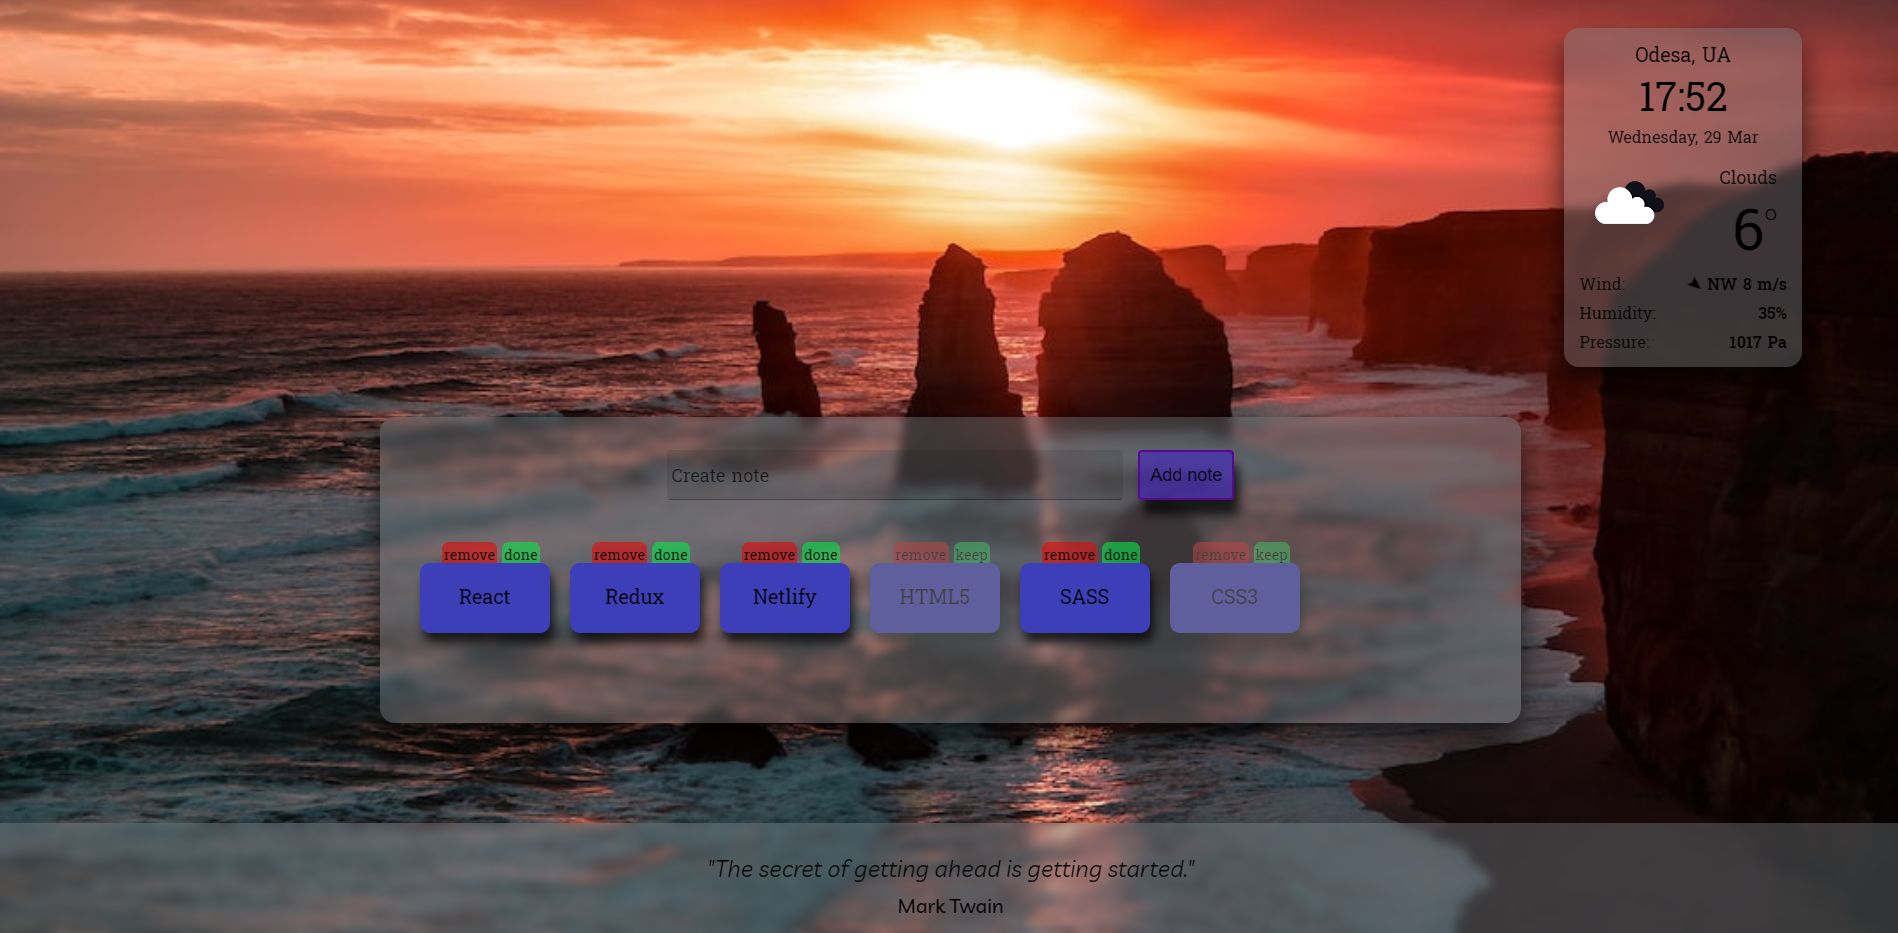 Odesa, UA
17:52
Wednesday, 29 Mar
Clouds
6°
Wind: NW 8 m/s
Humidity: 35%
Pressure: 1017 Pa
Create note
Add note
remove done remove done remove done remove keep remove done remove keep
React Redux Netlify HTML5 SASS CSS3
"The secret of getting ahead is getting started."
Mark Twain